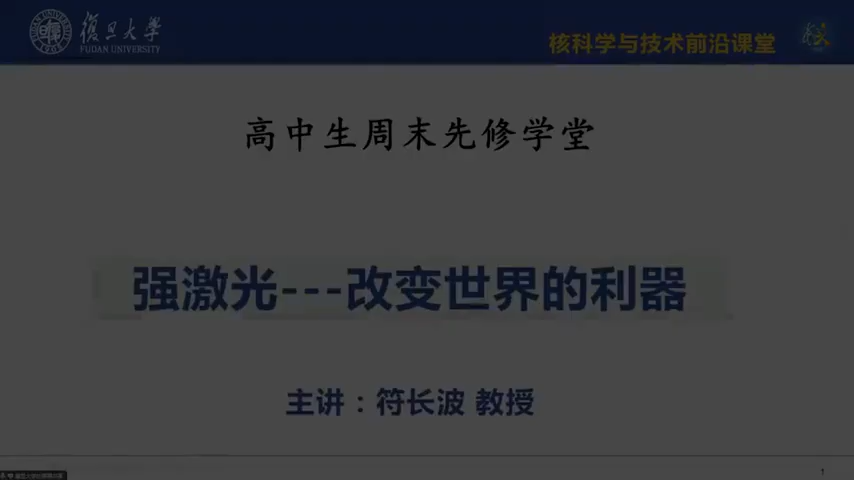 復旦大學
FUDAN UNIVERSITY
核科学与技术前沿课堂
高中生周末先修学堂
强激光---改变世界的利器
主讲：符长波 教授
1